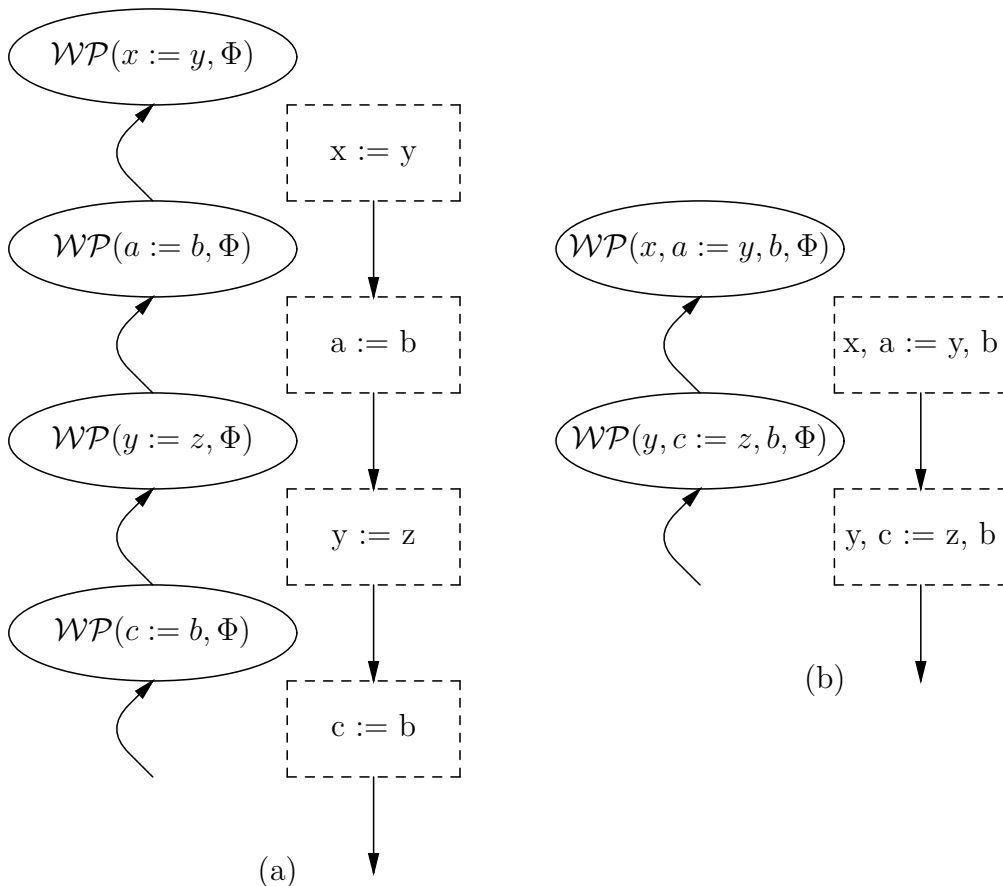 𝒲𝒫(x := y, Φ)
x := y
𝒲𝒫(a := b, Φ)
a := b
𝒲𝒫(y := z, Φ)
y := z
𝒲𝒫(c := b, Φ)
c := b
(a)
𝒲𝒫(x, a := y, b, Φ)
x, a := y, b
𝒲𝒫(y, c := z, b, Φ)
y, c := z, b
(b)